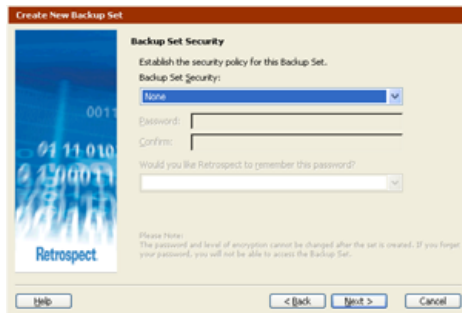 Create New Backup Set
Backup Set Security
Establish the security policy for this Backup Set.
Backup Set Security:
None
Password:
Confirm:
Would you like Retrospect to remember this password?
Please Note:
The password and level of encryption cannot be changed after the set is created. If you forget
your password, you will not be able to access the Backup Set.
0011
01 11 010
0 1 00011
Retrospect
Help
< Back
Next >
Cancel